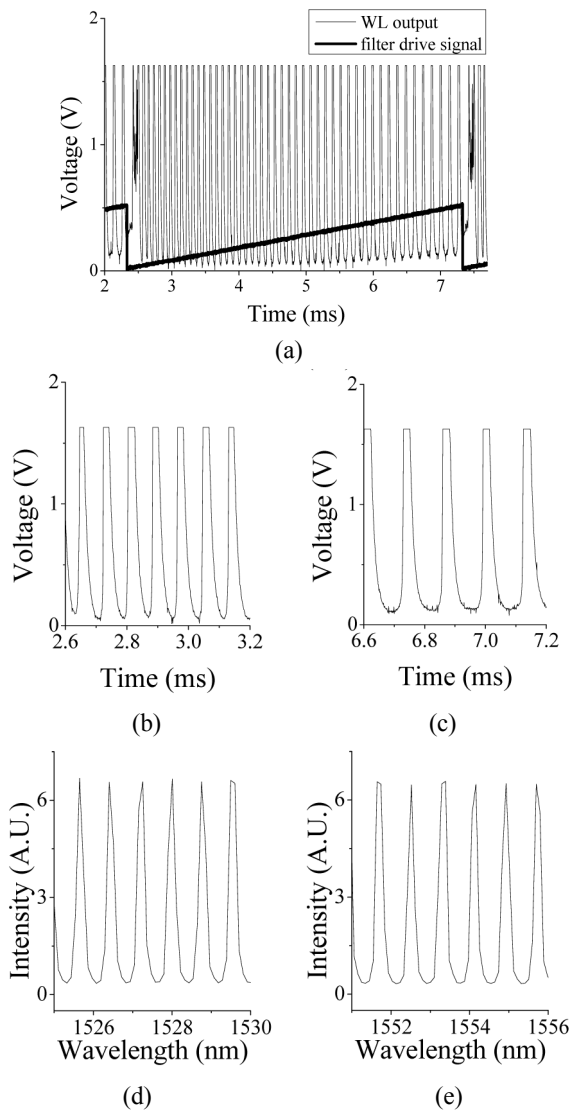 WL output
filter drive signal
Voltage (V)
2
1
0
2 3 4 5 6 7
Time (ms)
(a)
Voltage (V)
2
1
0
2.6 2.8 3.0 3.2
Time (ms)
(b)
Voltage (V)
2
1
0
6.6 6.8 7.0 7.2
Time (ms)
(c)
Intensity (A.U.)
6
3
0
1526 1528 1530
Wavelength (nm)
(d)
Intensity (A.U.)
6
3
0
1552 1554 1556
Wavelength (nm)
(e)